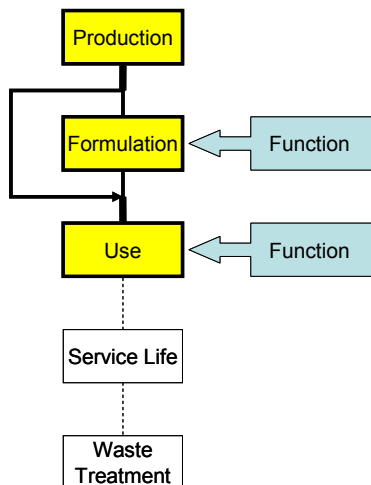 Production
Formulation
Function
Use
Function
Service Life
Waste
Treatment